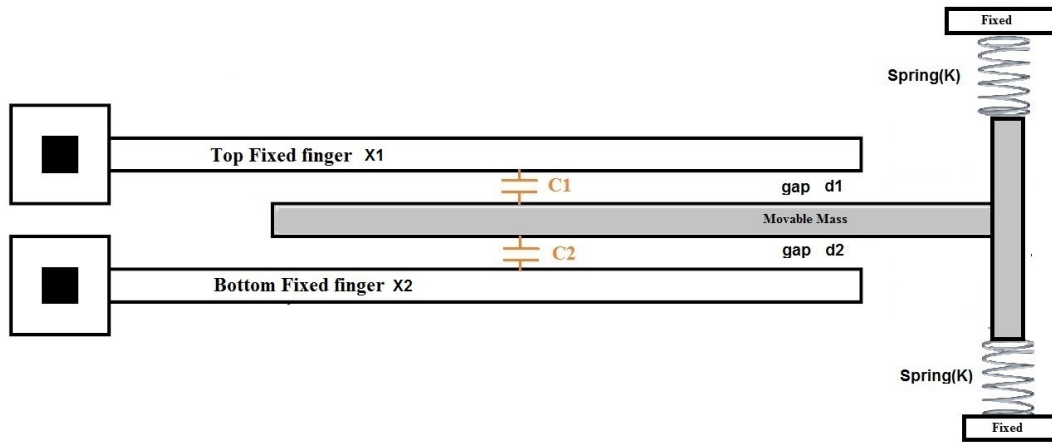 Fixed
Spring(K)
Top Fixed finger X1
C1
gap d1
Movable Mass
C2
gap d2
Bottom Fixed finger X2
Spring(K)
Fixed